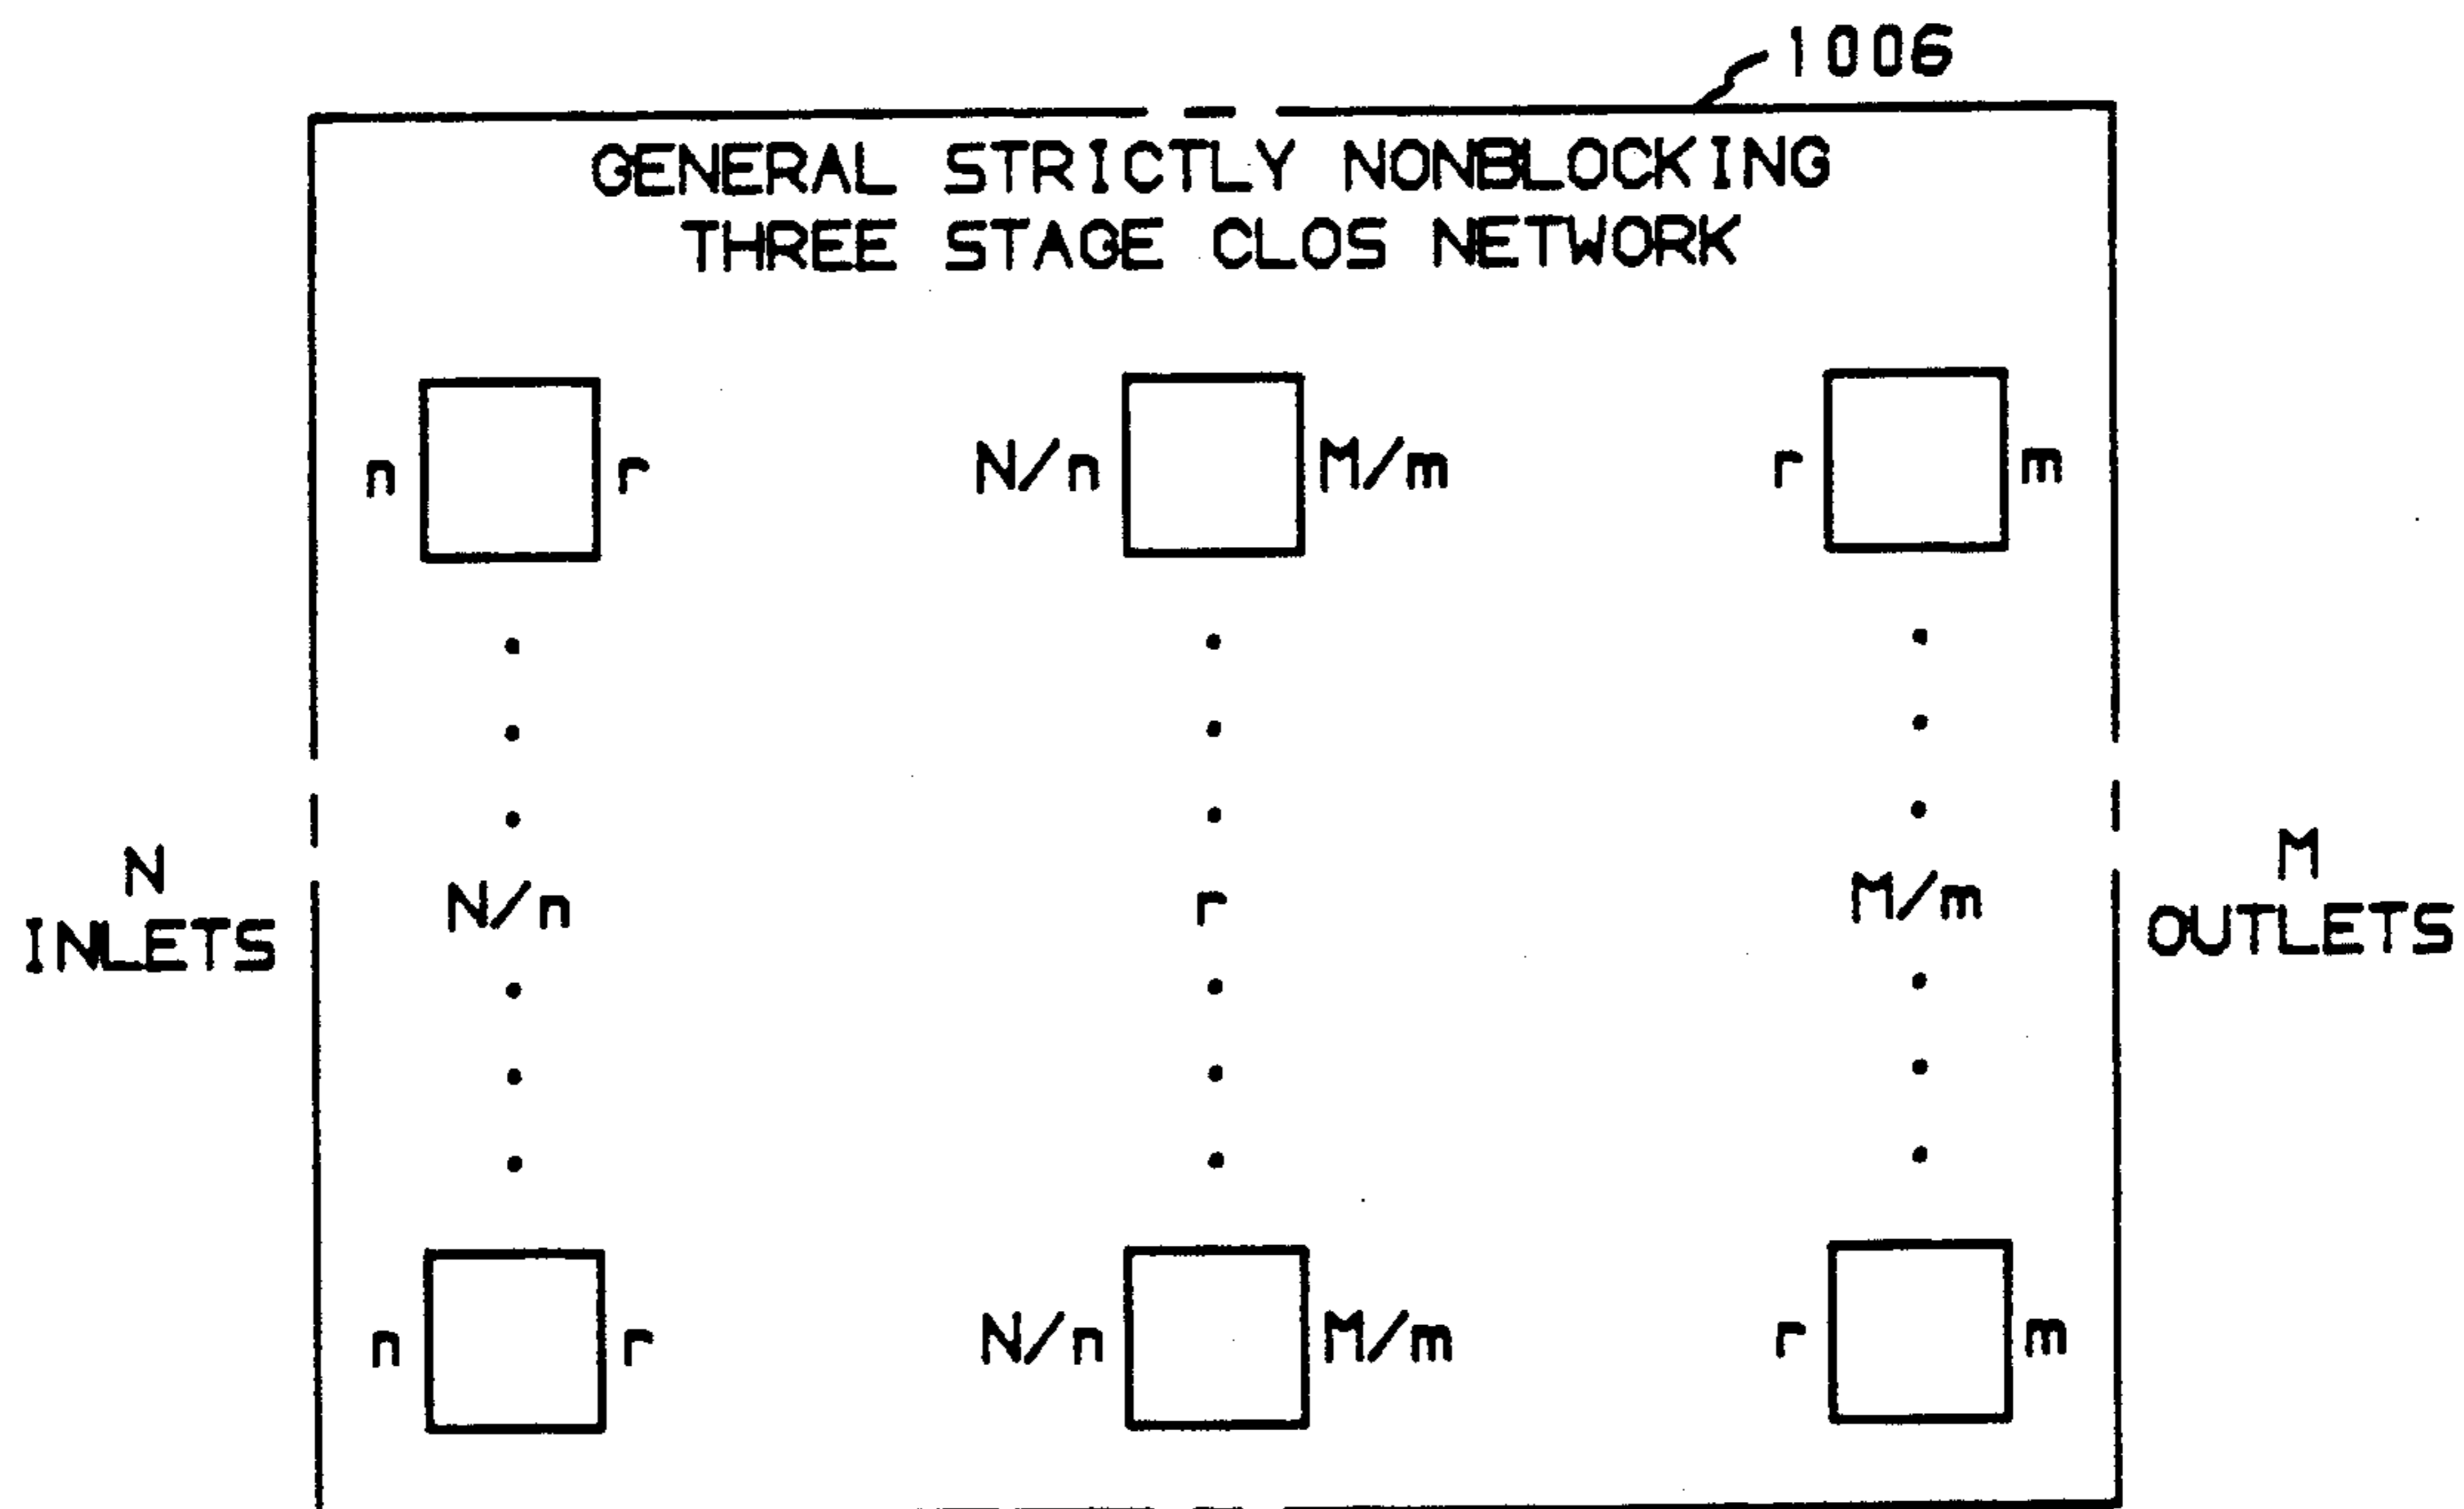 1006
GENERAL STRICTLY NONBLOCKING
THREE STAGE CLOS NETWORK
n r N/n M/m r m
N
INLETS
N/n r M/m
M
OUTLETS
n r N/n M/m r m